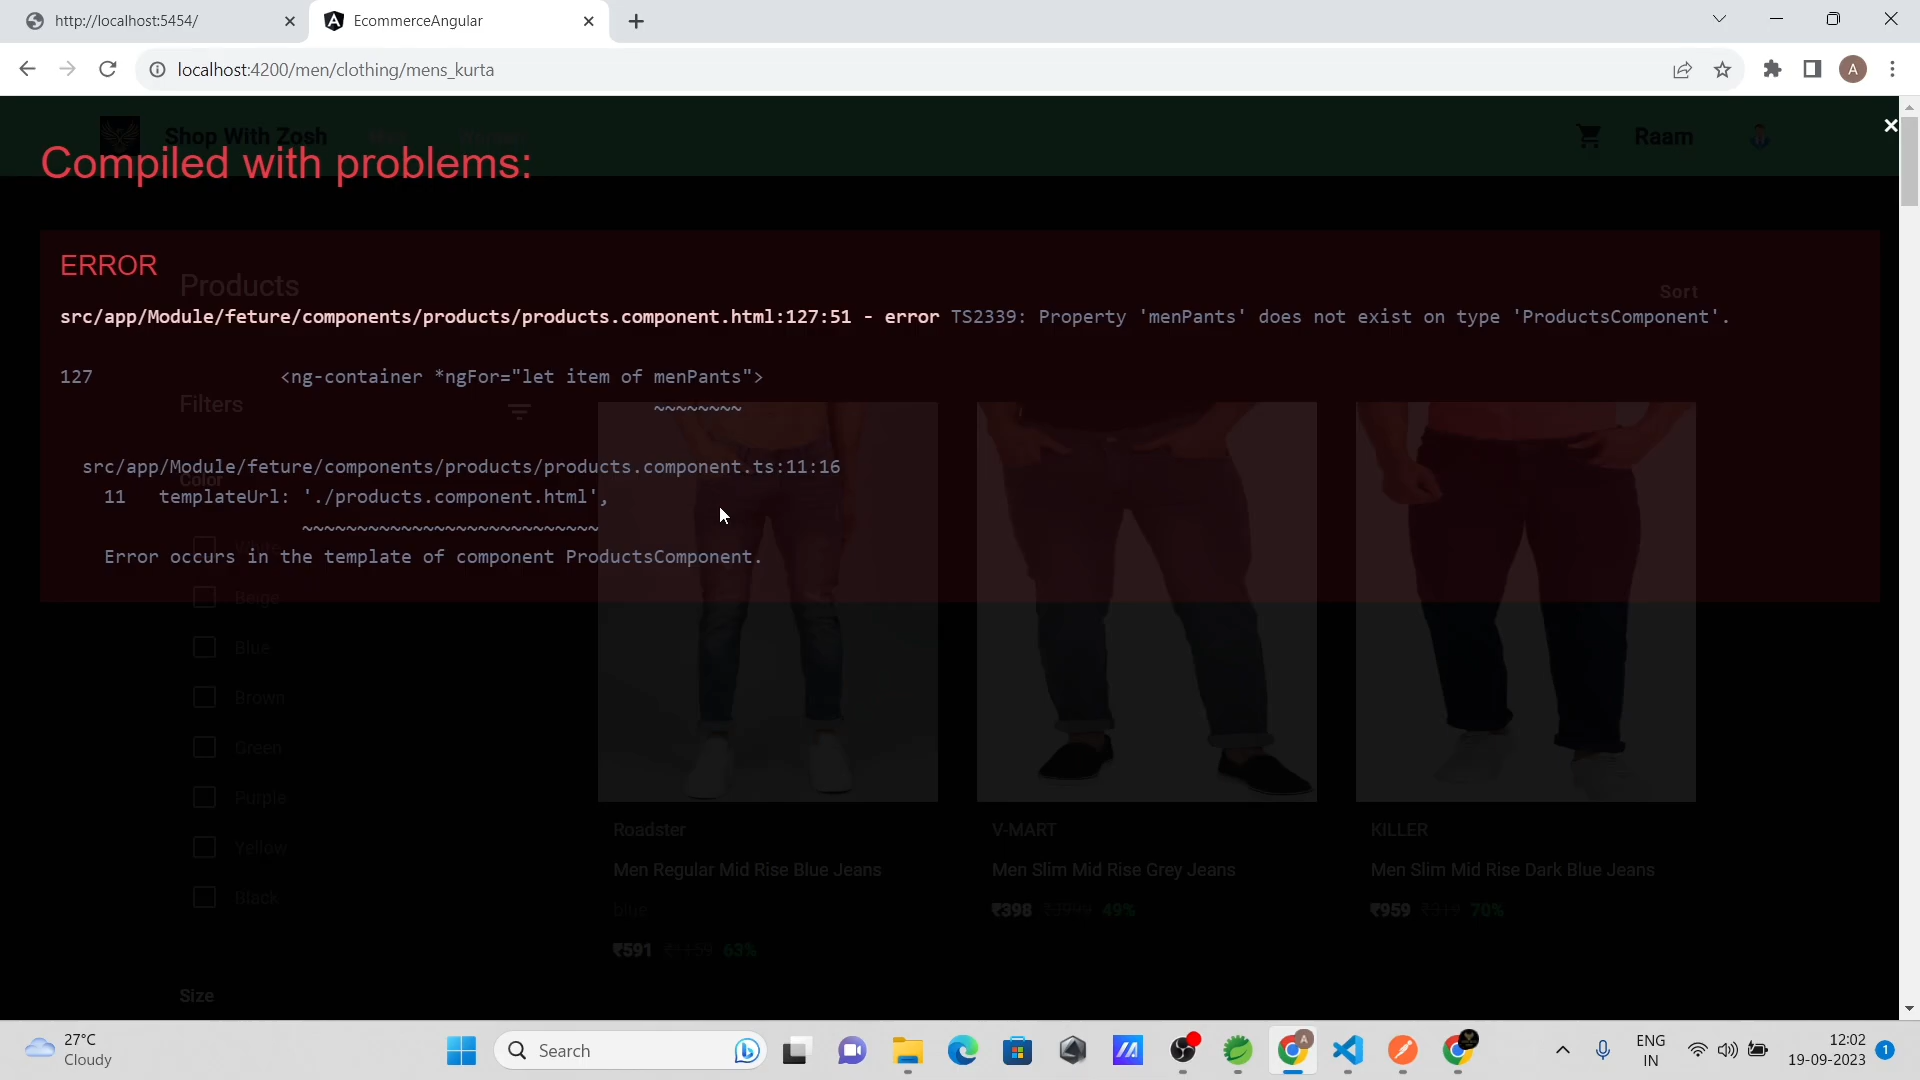 http://localhost:5454/
EcommerceAngular
localhost:4200/men/clothing/mens_kurta
A
Shop With Zosh
Raam
Compiled with problems:
ERROR
Products
Sort
src/app/Module/feture/components/products/products.component.html:127:51 - error TS2339: Property 'menPants' does not exist on type 'ProductsComponent'.
127 <ng-container *ngFor="let item of menPants">
~~~~~~~~
Filters
src/app/Module/feture/components/products/products.component.ts:11:16
Color
11 templateUrl: './products.component.html',
~~~~~~~~~~~~~~~~~~~~~~~~~~~
Error occurs in the template of component ProductsComponent.
White
Beige
Blue
Brown
Green
Purple
Yellow
Black
Size
Roadster
Men Regular Mid Rise Blue Jeans
blue
₹591 ₹1159 63%
V-MART
Men Slim Mid Rise Grey Jeans
₹398 49%
KILLER
Men Slim Mid Rise Dark Blue Jeans
₹959 70%
27°C
Cloudy
Search
A
ENG
IN
12:02
19-09-2023
1